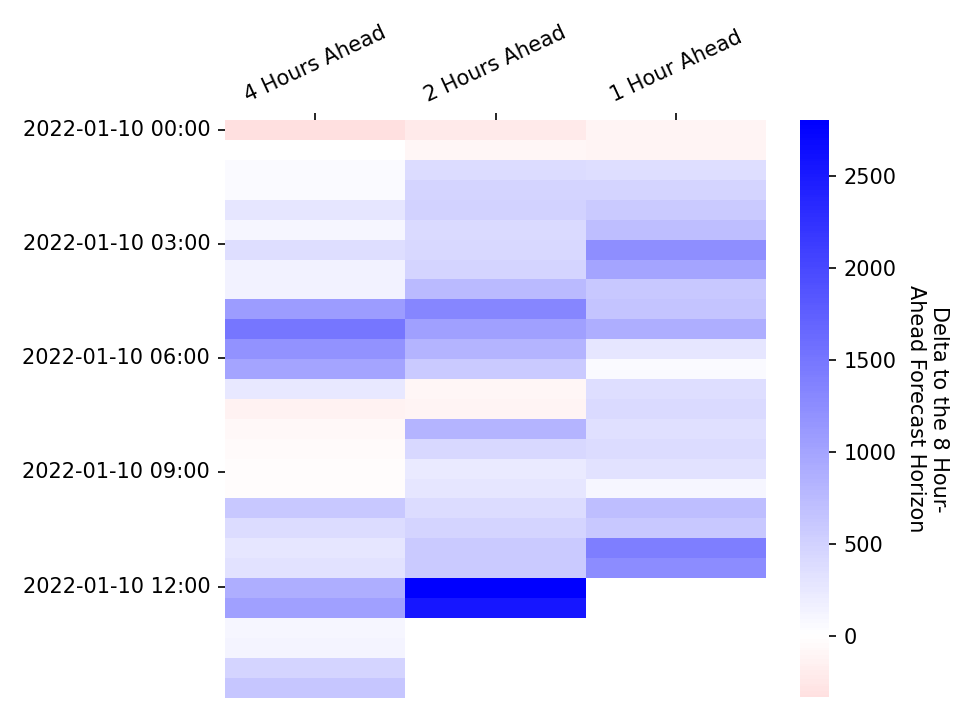 4 Hours Ahead
2 Hours Ahead
1 Hour Ahead
2022-01-10 00:00
2022-01-10 03:00
2022-01-10 06:00
2022-01-10 09:00
2022-01-10 12:00
2500
2000
1500
1000
500
0
Delta to the 8 Hour-
Ahead Forecast Horizon